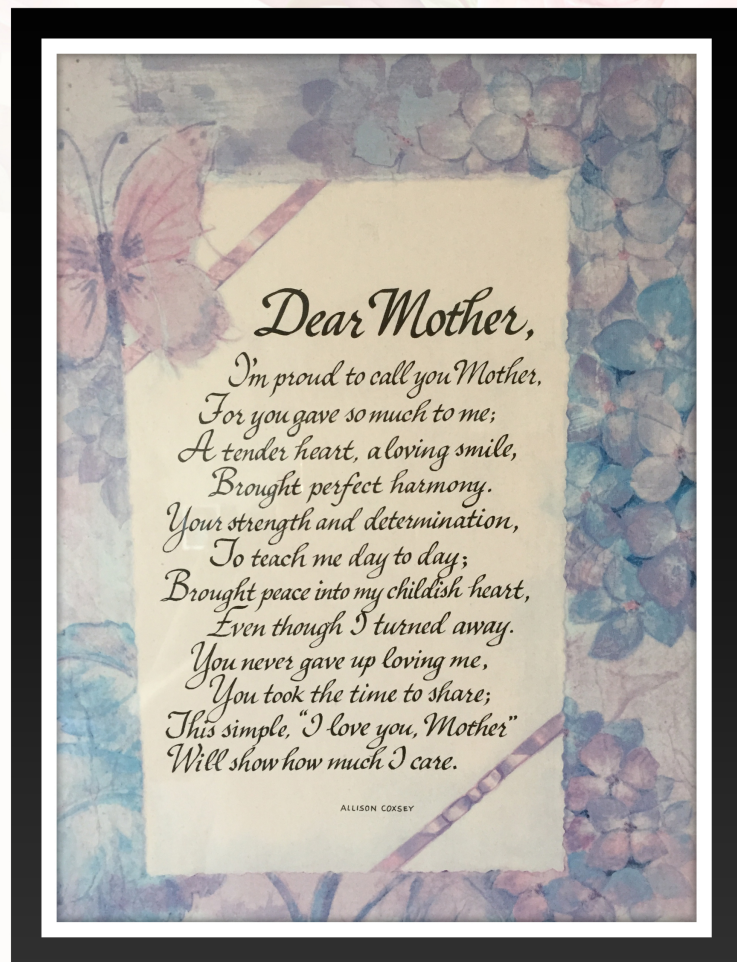 Dear Mother,
I'm proud to call you Mother,
For you gave so much to me;
A tender heart, a loving smile,
Brought perfect harmony.
Your strength and determination,
To teach me day to day;
Brought peace into my childish heart,
Even though I turned away.
You never gave up loving me,
You took the time to share;
This simple, "I love you, Mother"
Will show how much I care.
ALLISON COXSEY